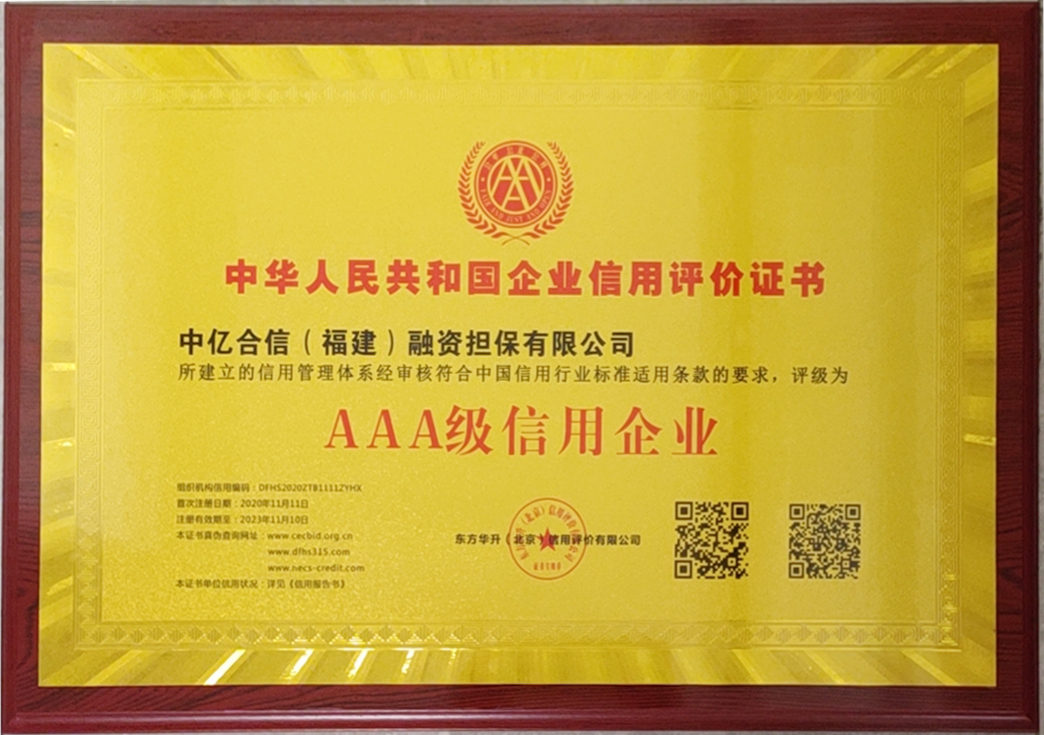 AAA
FAIR AND JUST AND OPEN
中华人民共和国企业信用评价证书
中亿合信（福建）融资担保有限公司
所建立的信用管理体系经审核符合中国信用行业标准适用条款的要求，评级为
AAA级信用企业
组织机构信用编码：DFHS2020ZTB1111ZYHX
首次注册日期：2020年11月11日
注册有效期至：2023年11月10日
本证书真伪查询网址：www.cecbid.org.cn
www.dfhs315.com
www.necs-credit.com
本证书单位信用状况：详见《信用报告书》
东方华升（北京）信用评价有限公司